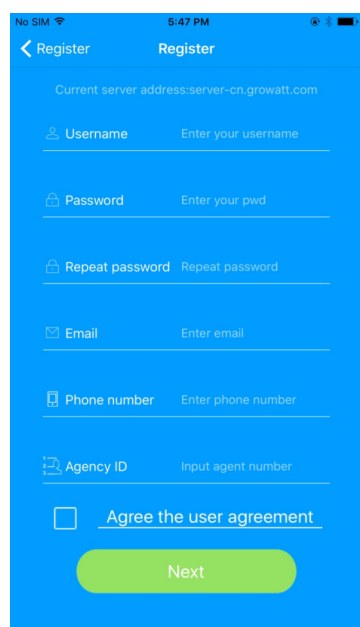 No SIM 5:47 PM
Register Register
Current server address:server-cn.growatt.com
Username Enter your username
Password Enter your pwd
Repeat password Repeat password
Email Enter email
Phone number Enter phone number
Agency ID Input agent number
Agree the user agreement
Next